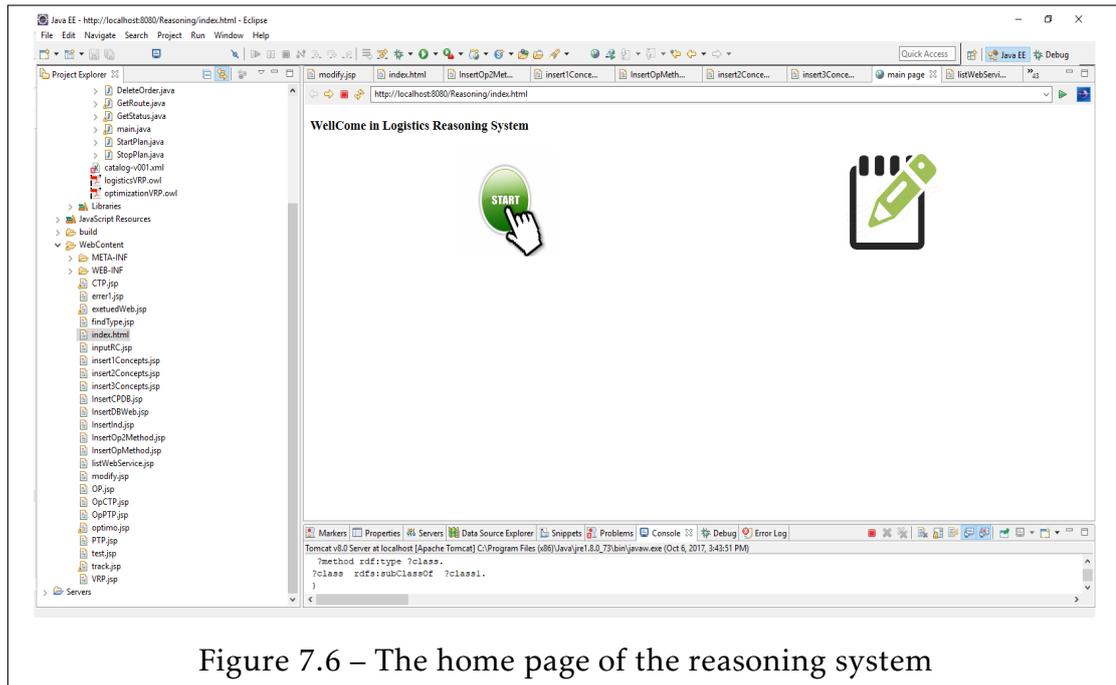 Java EE - http://localhost:8080/Reasoning/index.html - Eclipse
File Edit Navigate Search Project Run Window Help
Quick Access Java EE Debug
Project Explorer
modify.jsp index.html InsertOp2Met... insert1Conce... InsertOpMeth... insert2Conce... insert3Conce... main page listWebServi... »43
http://localhost:8080/Reasoning/index.html
DeleteOrder.java
GetRoute.java
GetStatus.java
main.java
StartPlan.java
StopPlan.java
catalog-v001.xml
logisticsVRP.owl
optimizationVRP.owl
Libraries
JavaScript Resources
build
WebContent
META-INF
WEB-INF
CTP.jsp
errer1.jsp
exetuedWeb.jsp
findType.jsp
index.html
inputRC.jsp
insert1Concepts.jsp
insert2Concepts.jsp
insert3Concepts.jsp
InsertCPDB.jsp
InsertDBWeb.jsp
InsertInd.jsp
InsertOp2Method.jsp
InsertOpMethod.jsp
listWebService.jsp
modify.jsp
OP.jsp
OpCTP.jsp
OpPTP.jsp
optimo.jsp
PTP.jsp
test.jsp
track.jsp
VRP.jsp
Servers
WellCome in Logistics Reasoning System
START
Markers Properties Servers Data Source Explorer Snippets Problems Console Debug Error Log
Tomcat v8.0 Server at localhost [Apache Tomcat] C:\Program Files (x86)\Java\jre1.8.0_73\bin\javaw.exe (Oct 6, 2017, 3:43:51 PM)
?method rdf:type ?class.
?class rdfs:subClassOf ?class1.
}
Figure 7.6 – The home page of the reasoning system